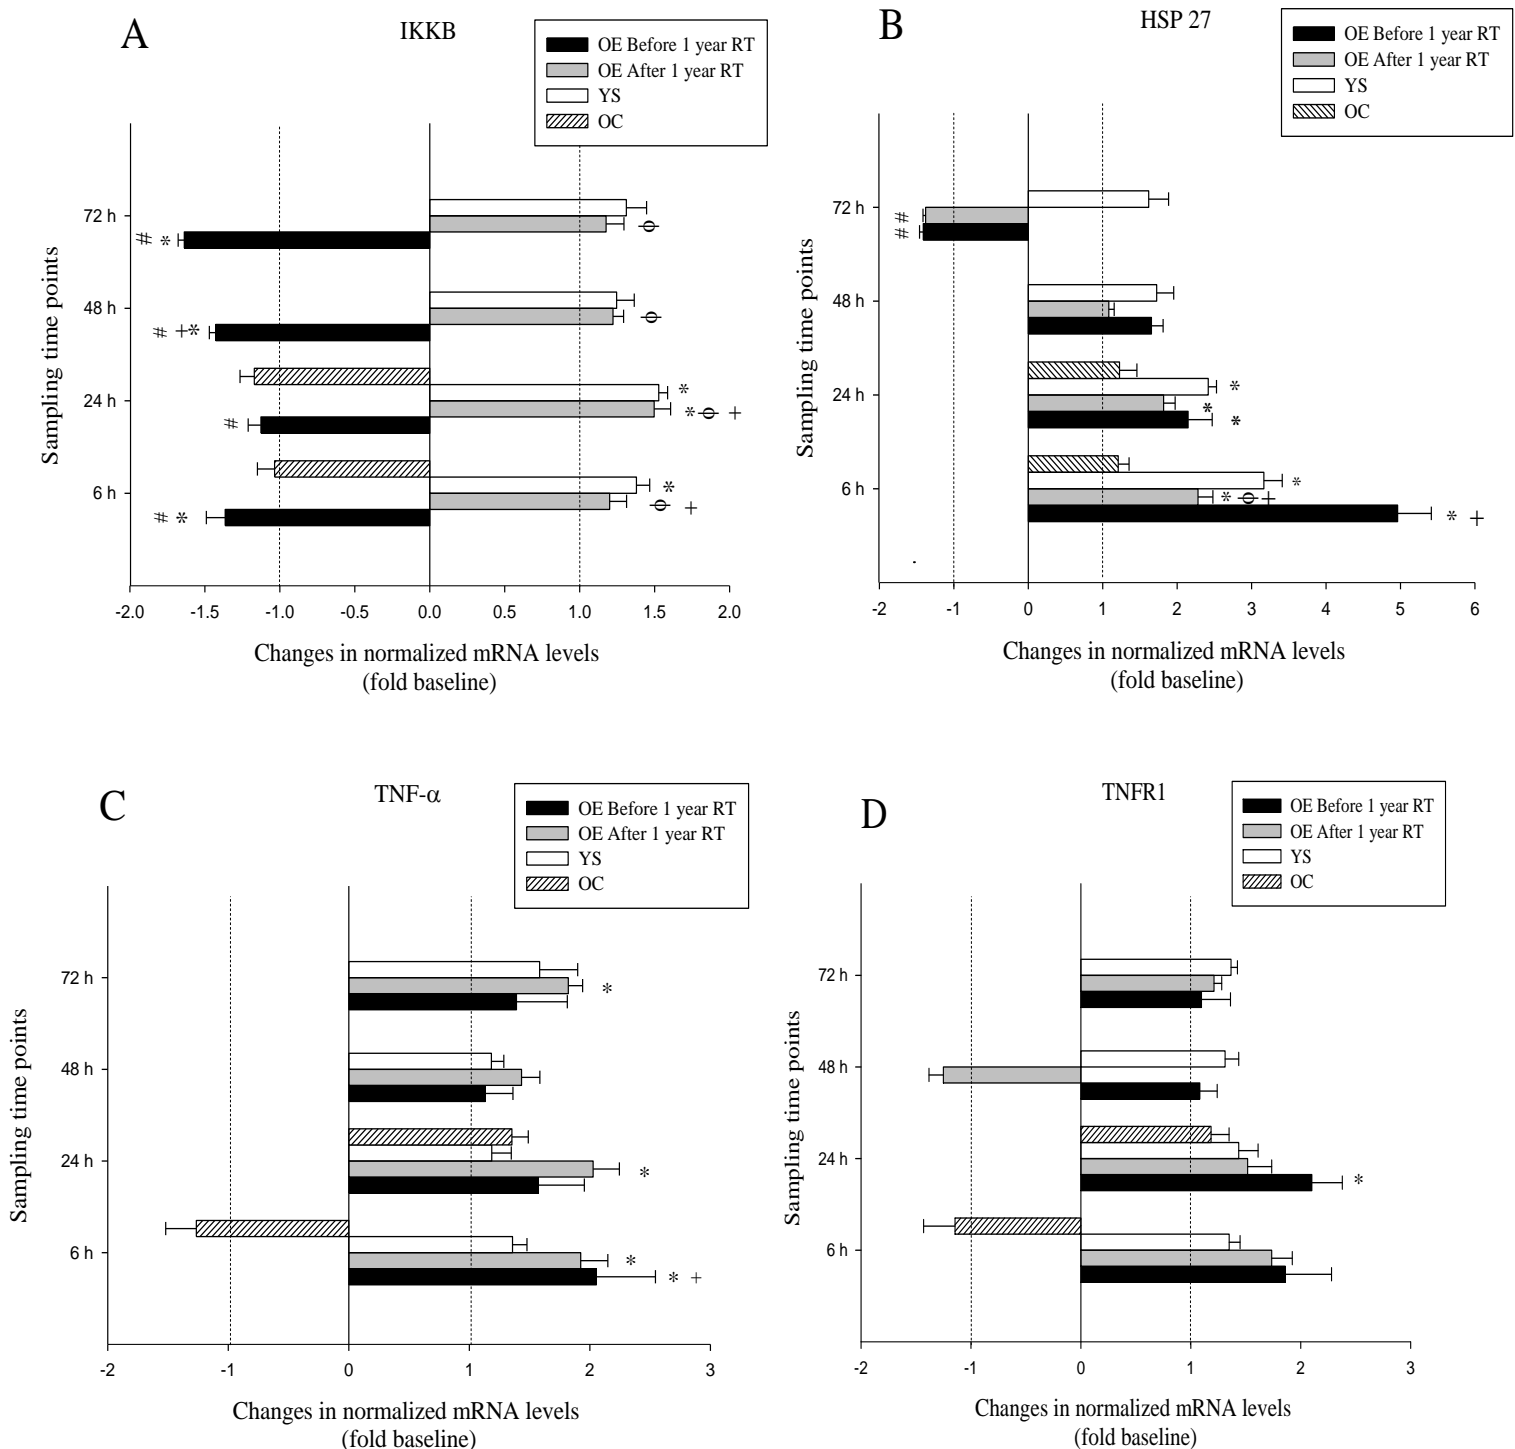 A
IKKB
OE Before 1 year RT
OE After 1 year RT
YS
OC
Sampling time points
72 h
# *
ϕ
48 h
# +*
ϕ
24 h
*
#
*ϕ +
6 h
*
# *
ϕ +
-2.0 -1.5 -1.0 -0.5 0.0 0.5 1.0 1.5 2.0
Changes in normalized mRNA levels
(fold baseline)
B
HSP 27
OE Before 1 year RT
OE After 1 year RT
YS
OC
Sampling time points
72 h
#
#
48 h
24 h
*
*
*
6 h
*
* ϕ +
* +
-2 -1 0 1 2 3 4 5 6
Changes in normalized mRNA levels
(fold baseline)
C
TNF-α
OE Before 1 year RT
OE After 1 year RT
YS
OC
Sampling time points
72 h
*
48 h
24 h
*
6 h
*
* +
-2 -1 0 1 2 3
Changes in normalized mRNA levels
(fold baseline)
D
TNFR1
OE Before 1 year RT
OE After 1 year RT
YS
OC
Sampling time points
72 h
48 h
24 h
*
6 h
-2 -1 0 1 2 3
Changes in normalized mRNA levels
(fold baseline)